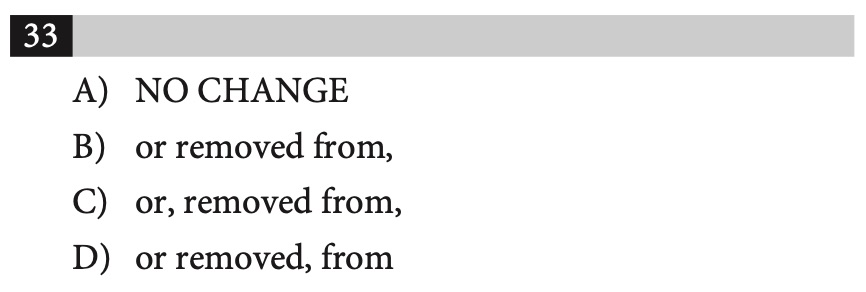 33
A) NO CHANGE
B) or removed from,
C) or, removed from,
D) or removed, from